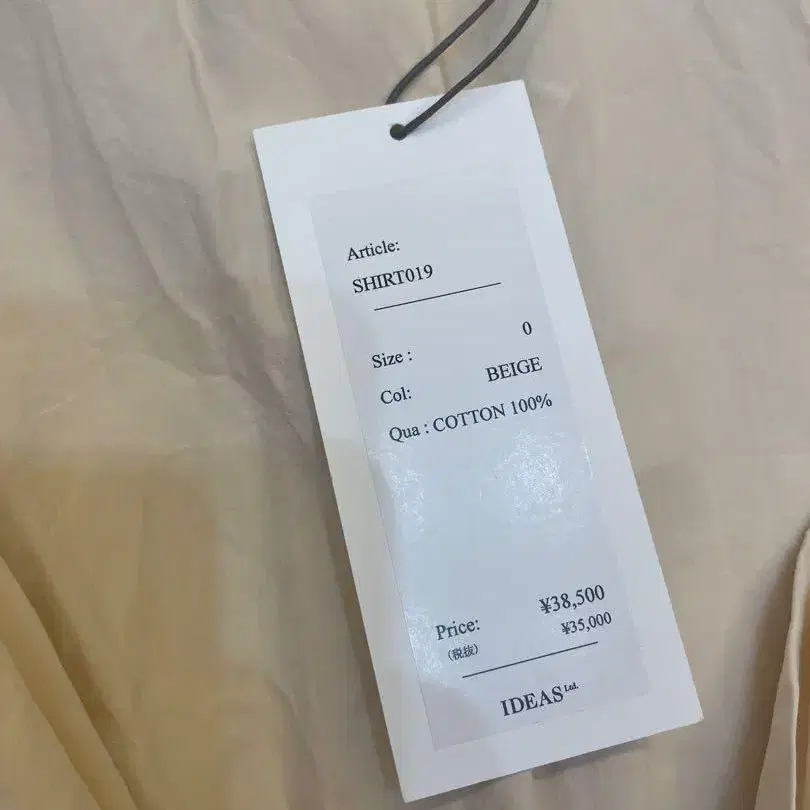 Article:
SHIRT019
Size : 0
Col: BEIGE
Qua : COTTON 100%
Price: ¥38,500
(税抜) ¥35,000
IDEAS Ltd.